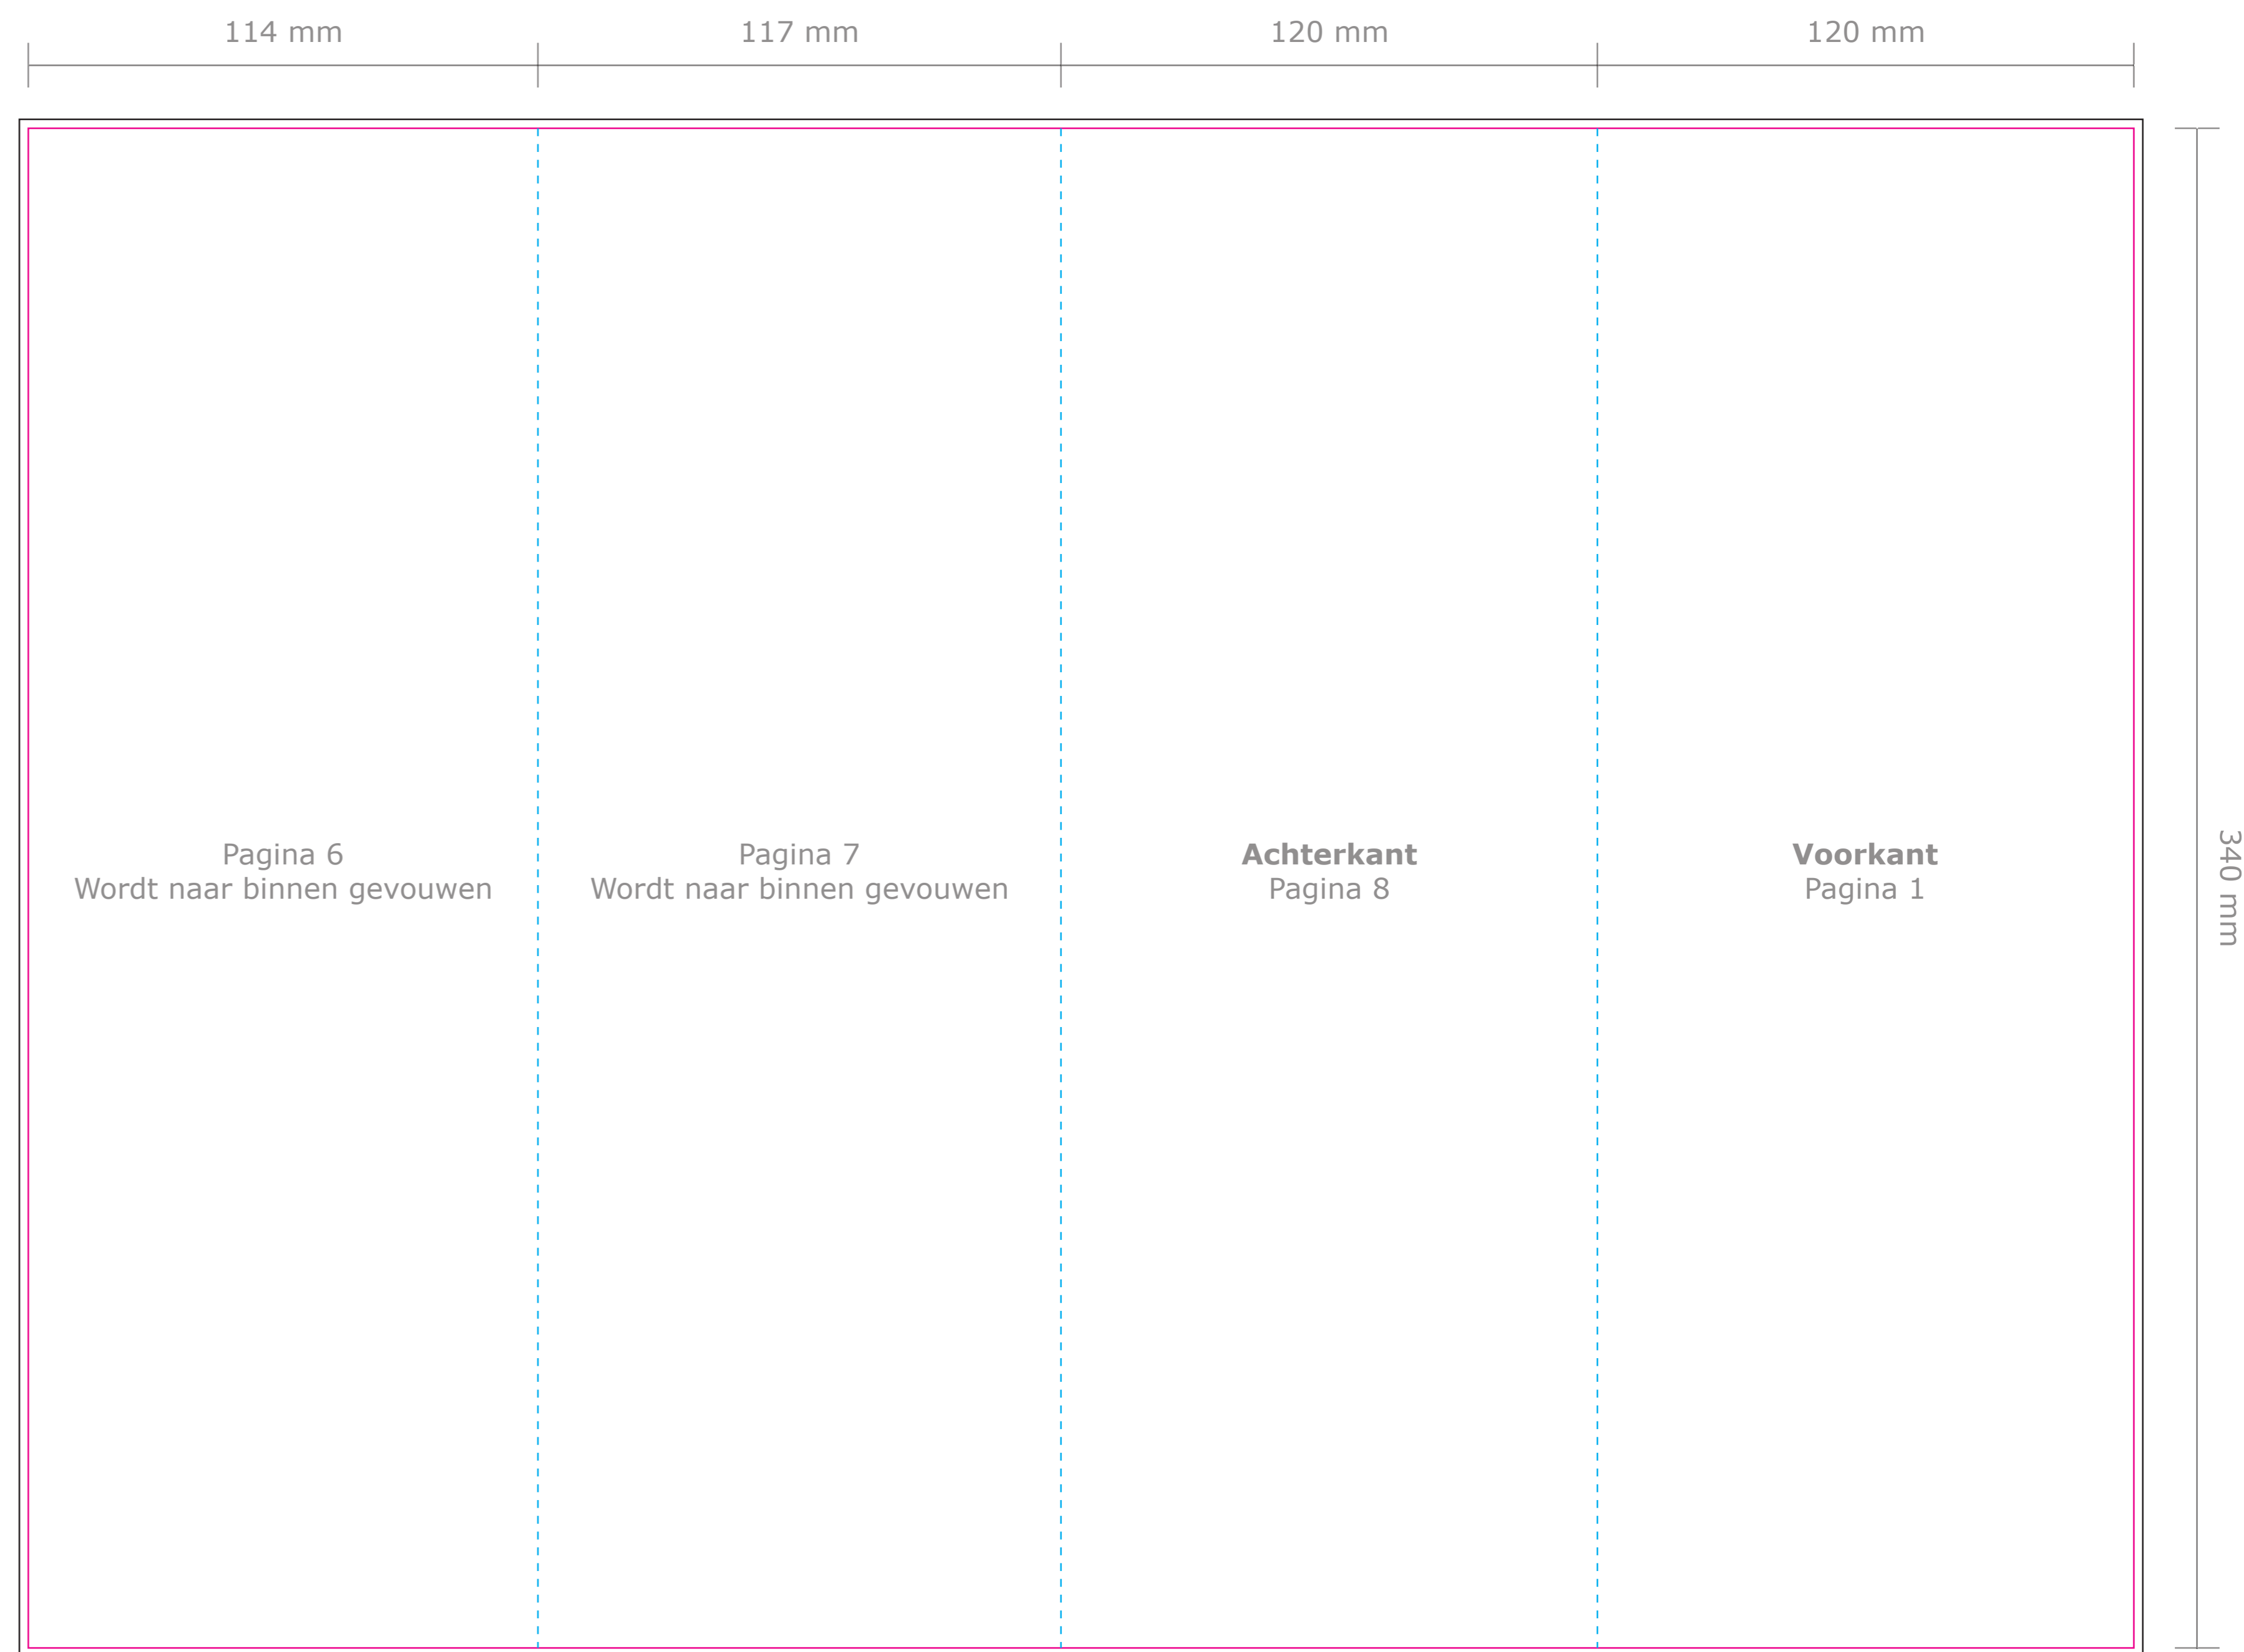 114 mm
117 mm
120 mm
120 mm
Pagina 6
Wordt naar binnen gevouwen
Pagina 7
Wordt naar binnen gevouwen
Achterkant
Pagina 8
Voorkant
Pagina 1
340 mm